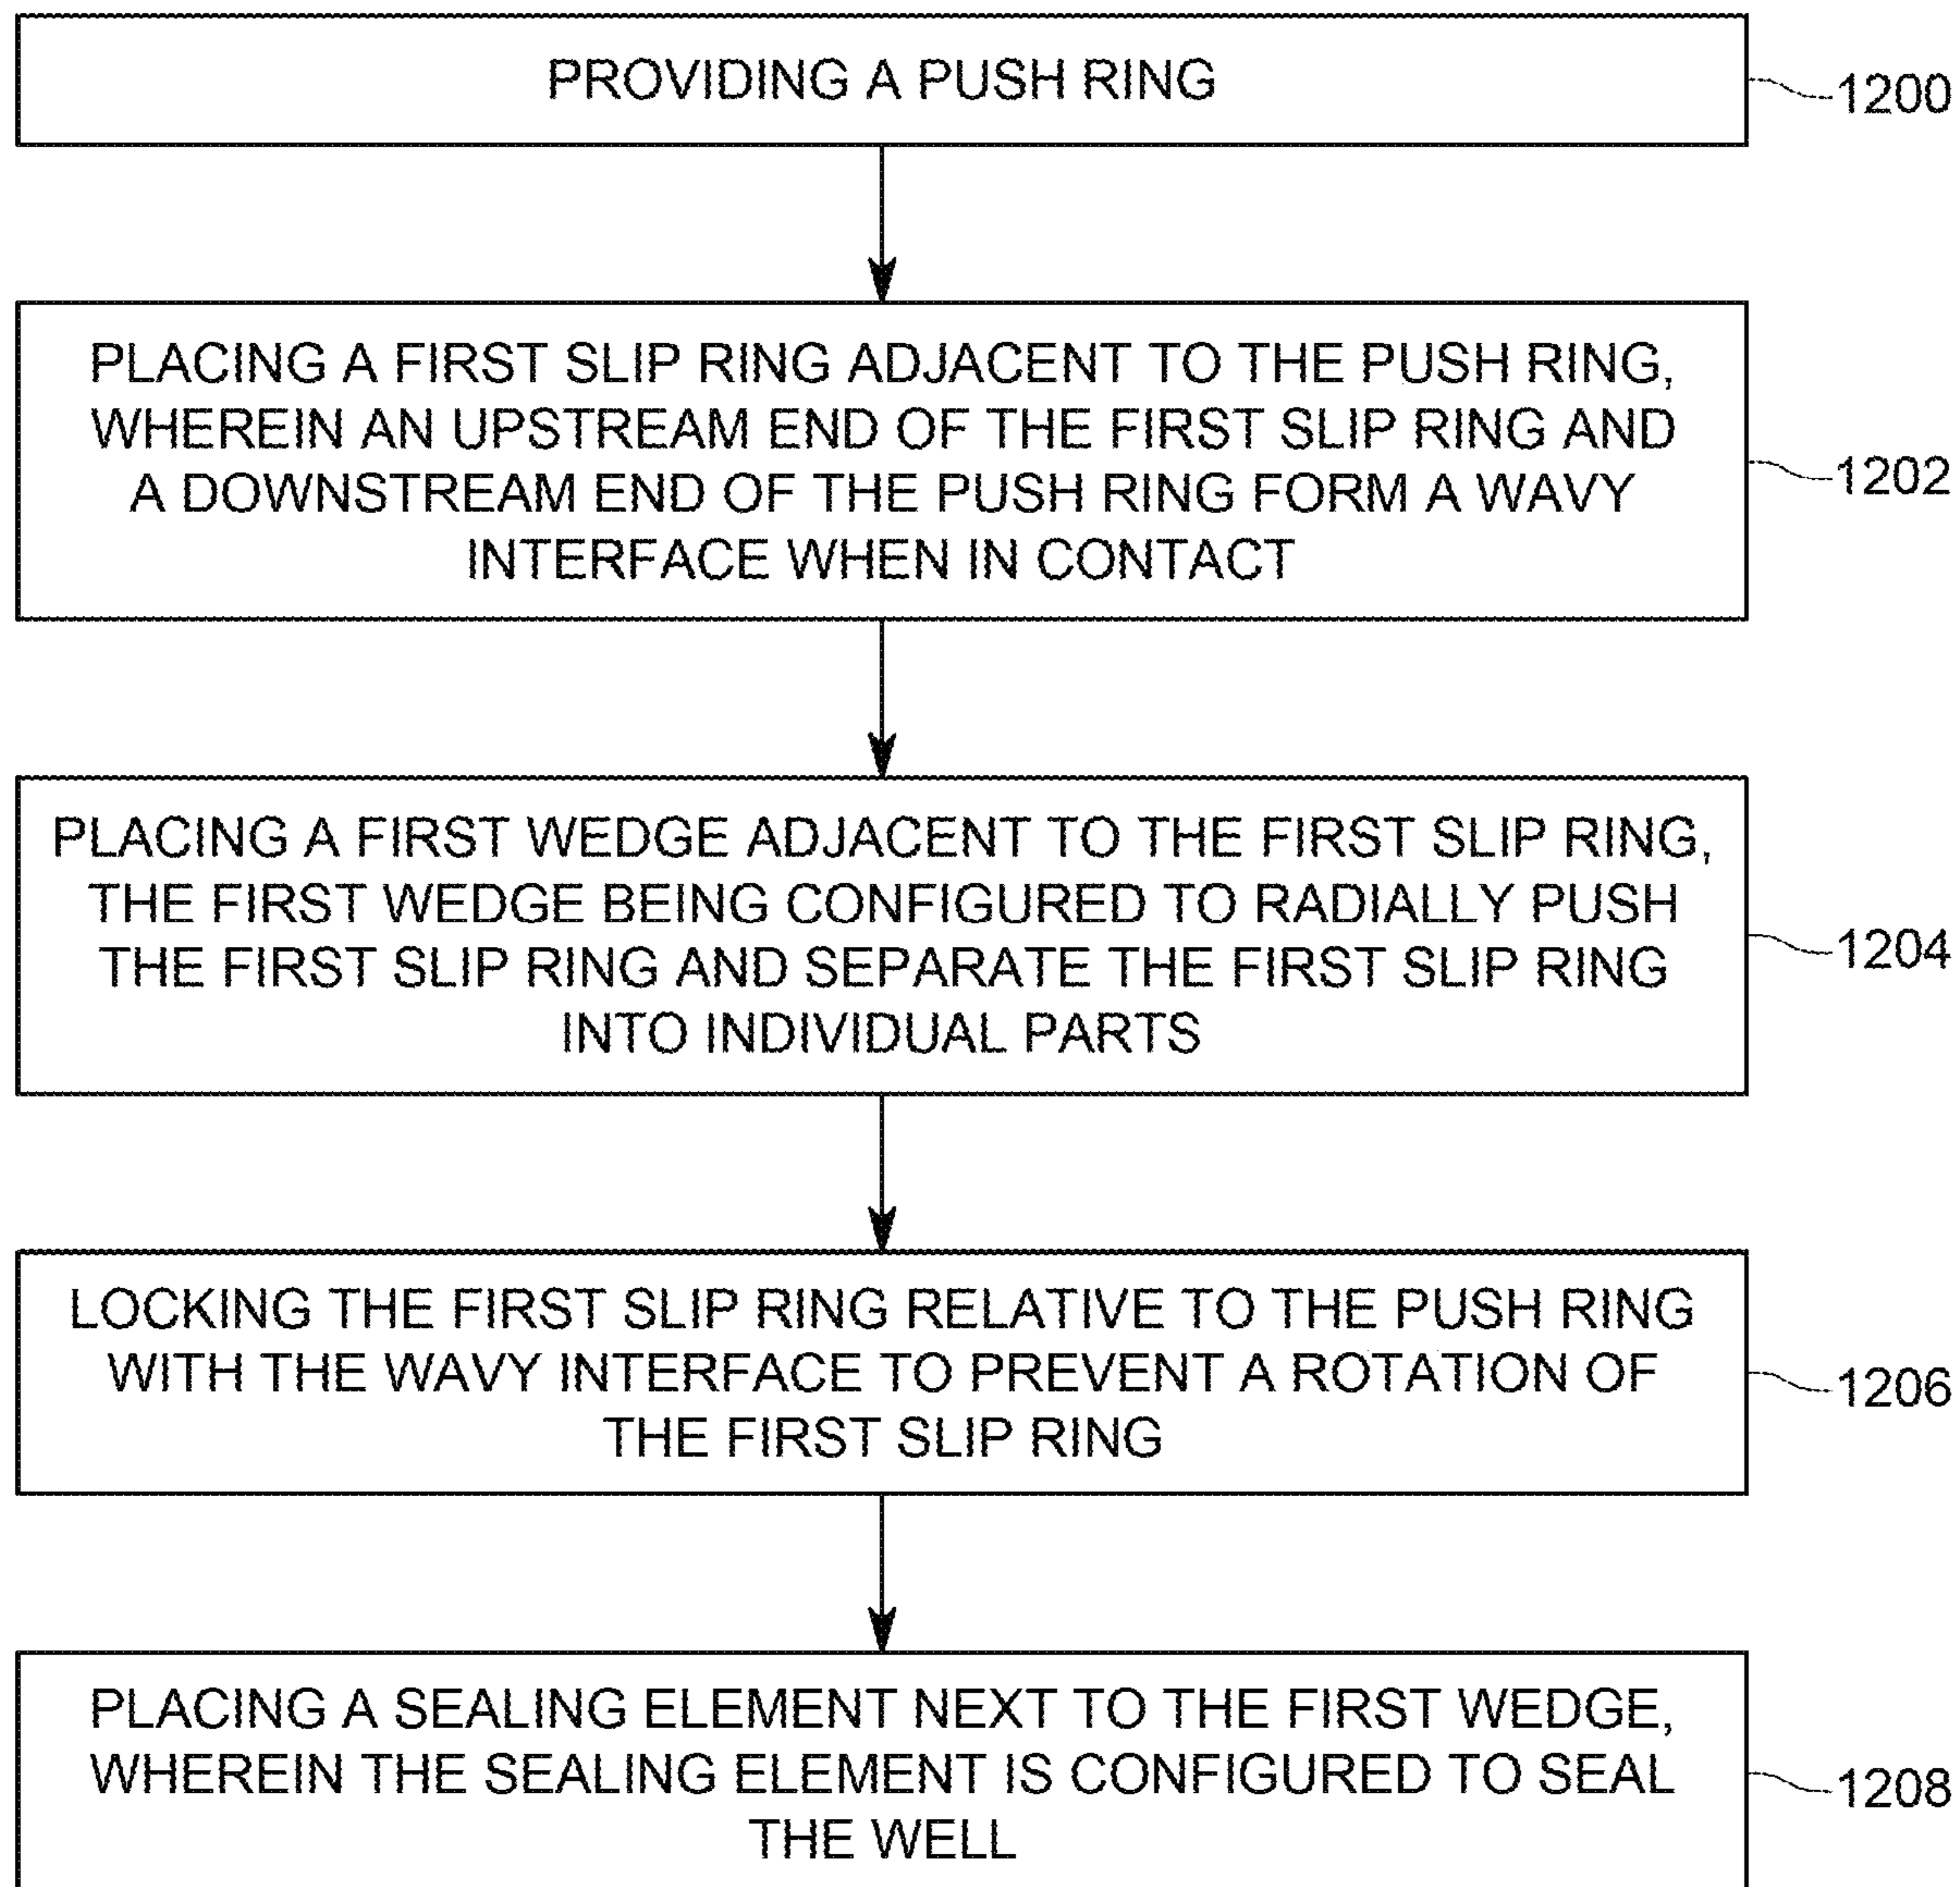 PROVIDING A PUSH RING
1200
PLACING A FIRST SLIP RING ADJACENT TO THE PUSH RING,
WHEREIN AN UPSTREAM END OF THE FIRST SLIP RING AND
A DOWNSTREAM END OF THE PUSH RING FORM A WAVY
INTERFACE WHEN IN CONTACT
1202
PLACING A FIRST WEDGE ADJACENT TO THE FIRST SLIP RING,
THE FIRST WEDGE BEING CONFIGURED TO RADIALLY PUSH
THE FIRST SLIP RING AND SEPARATE THE FIRST SLIP RING
INTO INDIVIDUAL PARTS
1204
LOCKING THE FIRST SLIP RING RELATIVE TO THE PUSH RING
WITH THE WAVY INTERFACE TO PREVENT A ROTATION OF
THE FIRST SLIP RING
1206
PLACING A SEALING ELEMENT NEXT TO THE FIRST WEDGE,
WHEREIN THE SEALING ELEMENT IS CONFIGURED TO SEAL
THE WELL
1208